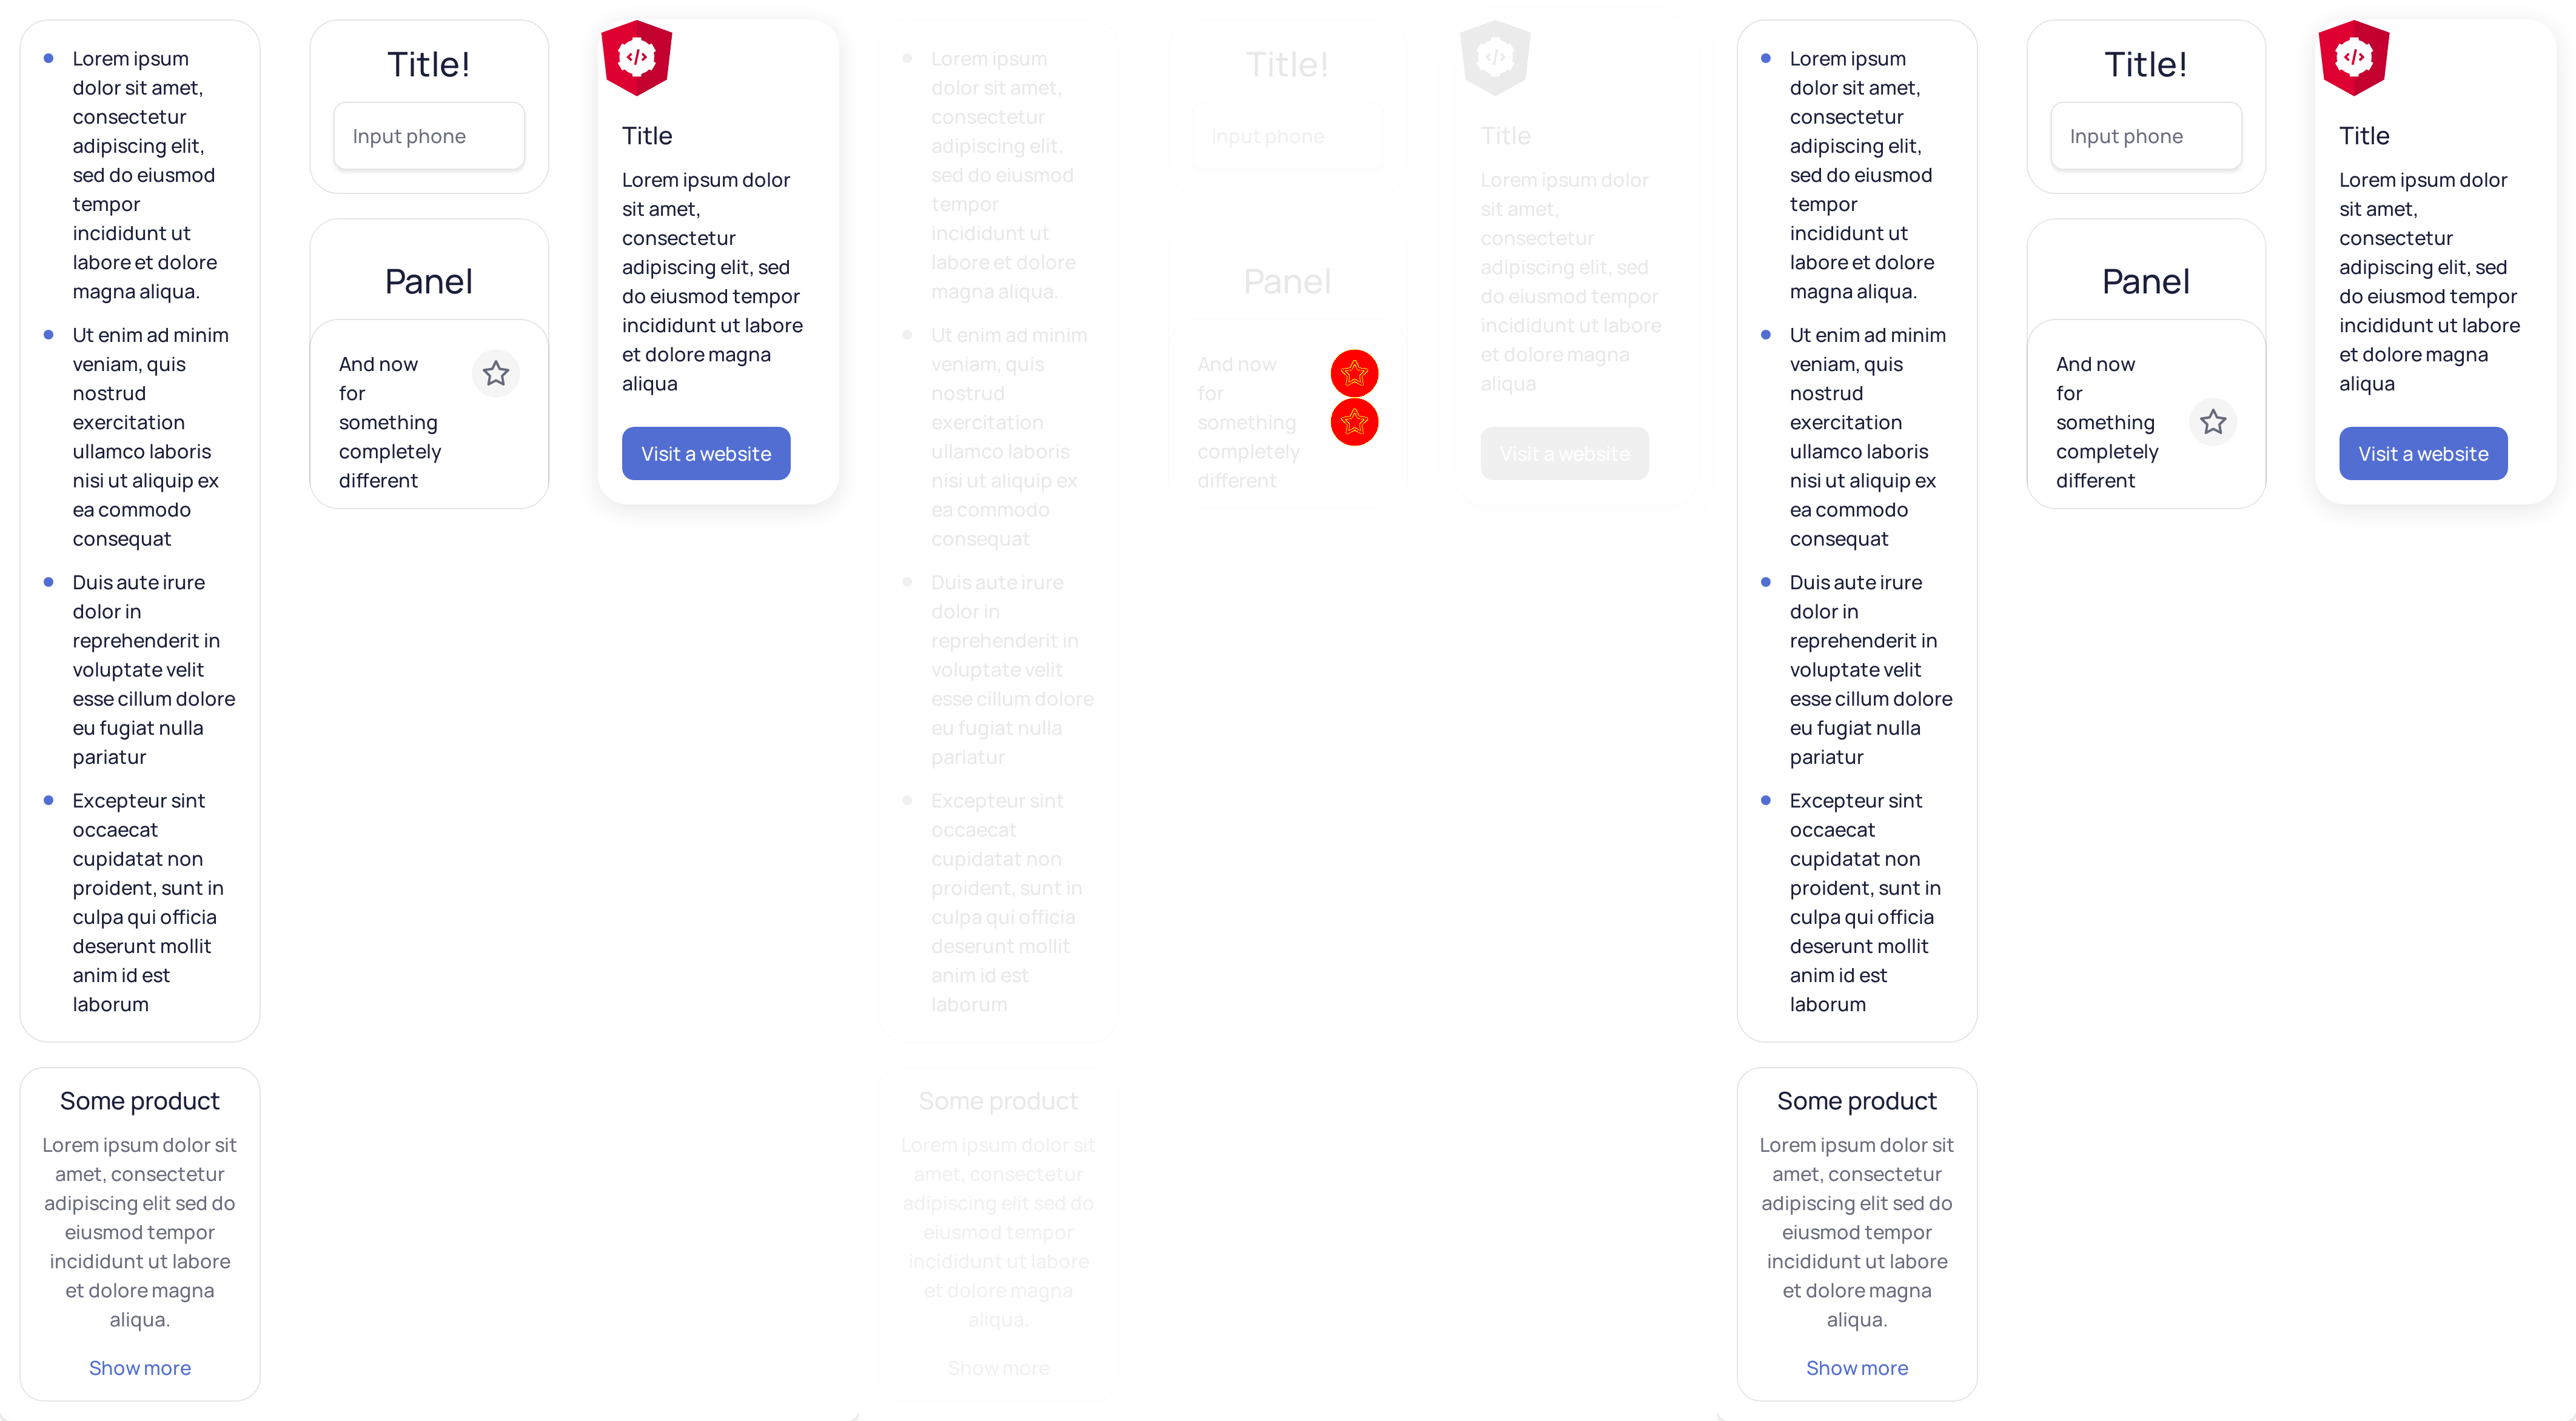 Lorem ipsum
dolor sit amet,
consectetur
adipiscing elit,
sed do eiusmod
tempor
incididunt ut
labore et dolore
magna aliqua.
Ut enim ad minim
veniam, quis
nostrud
exercitation
ullamco laboris
nisi ut aliquip ex
ea commodo
consequat
Duis aute irure
dolor in
reprehenderit in
voluptate velit
esse cillum dolore
eu fugiat nulla
pariatur
Excepteur sint
occaecat
cupidatat non
proident, sunt in
culpa qui officia
deserunt mollit
anim id est
laborum
Some product
Lorem ipsum dolor sit
amet, consectetur
adipiscing elit sed do
eiusmod tempor
incididunt ut labore
et dolore magna
aliqua.
Show more
Title!
Input phone
Panel
And now
for
something
completely
different
</>
Title
Lorem ipsum dolor
sit amet,
consectetur
adipiscing elit, sed
do eiusmod tempor
incididunt ut labore
et dolore magna
aliqua
Visit a website
Lorem ipsum
dolor sit amet,
consectetur
adipiscing elit,
sed do eiusmod
tempor
incididunt ut
labore et dolore
magna aliqua.
Ut enim ad minim
veniam, quis
nostrud
exercitation
ullamco laboris
nisi ut aliquip ex
ea commodo
consequat
Duis aute irure
dolor in
reprehenderit in
voluptate velit
esse cillum dolore
eu fugiat nulla
pariatur
Excepteur sint
occaecat
cupidatat non
proident, sunt in
culpa qui officia
deserunt mollit
anim id est
laborum
Some product
Lorem ipsum dolor sit
amet, consectetur
adipiscing elit sed do
eiusmod tempor
incididunt ut labore
et dolore magna
aliqua.
Show more
Title!
Input phone
Panel
And now
for
something
completely
different
</>
Title
Lorem ipsum dolor
sit amet,
consectetur
adipiscing elit, sed
do eiusmod tempor
incididunt ut labore
et dolore magna
aliqua
Visit a website
Lorem ipsum
dolor sit amet,
consectetur
adipiscing elit,
sed do eiusmod
tempor
incididunt ut
labore et dolore
magna aliqua.
Ut enim ad minim
veniam, quis
nostrud
exercitation
ullamco laboris
nisi ut aliquip ex
ea commodo
consequat
Duis aute irure
dolor in
reprehenderit in
voluptate velit
esse cillum dolore
eu fugiat nulla
pariatur
Excepteur sint
occaecat
cupidatat non
proident, sunt in
culpa qui officia
deserunt mollit
anim id est
laborum
Some product
Lorem ipsum dolor sit
amet, consectetur
adipiscing elit sed do
eiusmod tempor
incididunt ut labore
et dolore magna
aliqua.
Show more
Title!
Input phone
Panel
And now
for
something
completely
different
</>
Title
Lorem ipsum dolor
sit amet,
consectetur
adipiscing elit, sed
do eiusmod tempor
incididunt ut labore
et dolore magna
aliqua
Visit a website